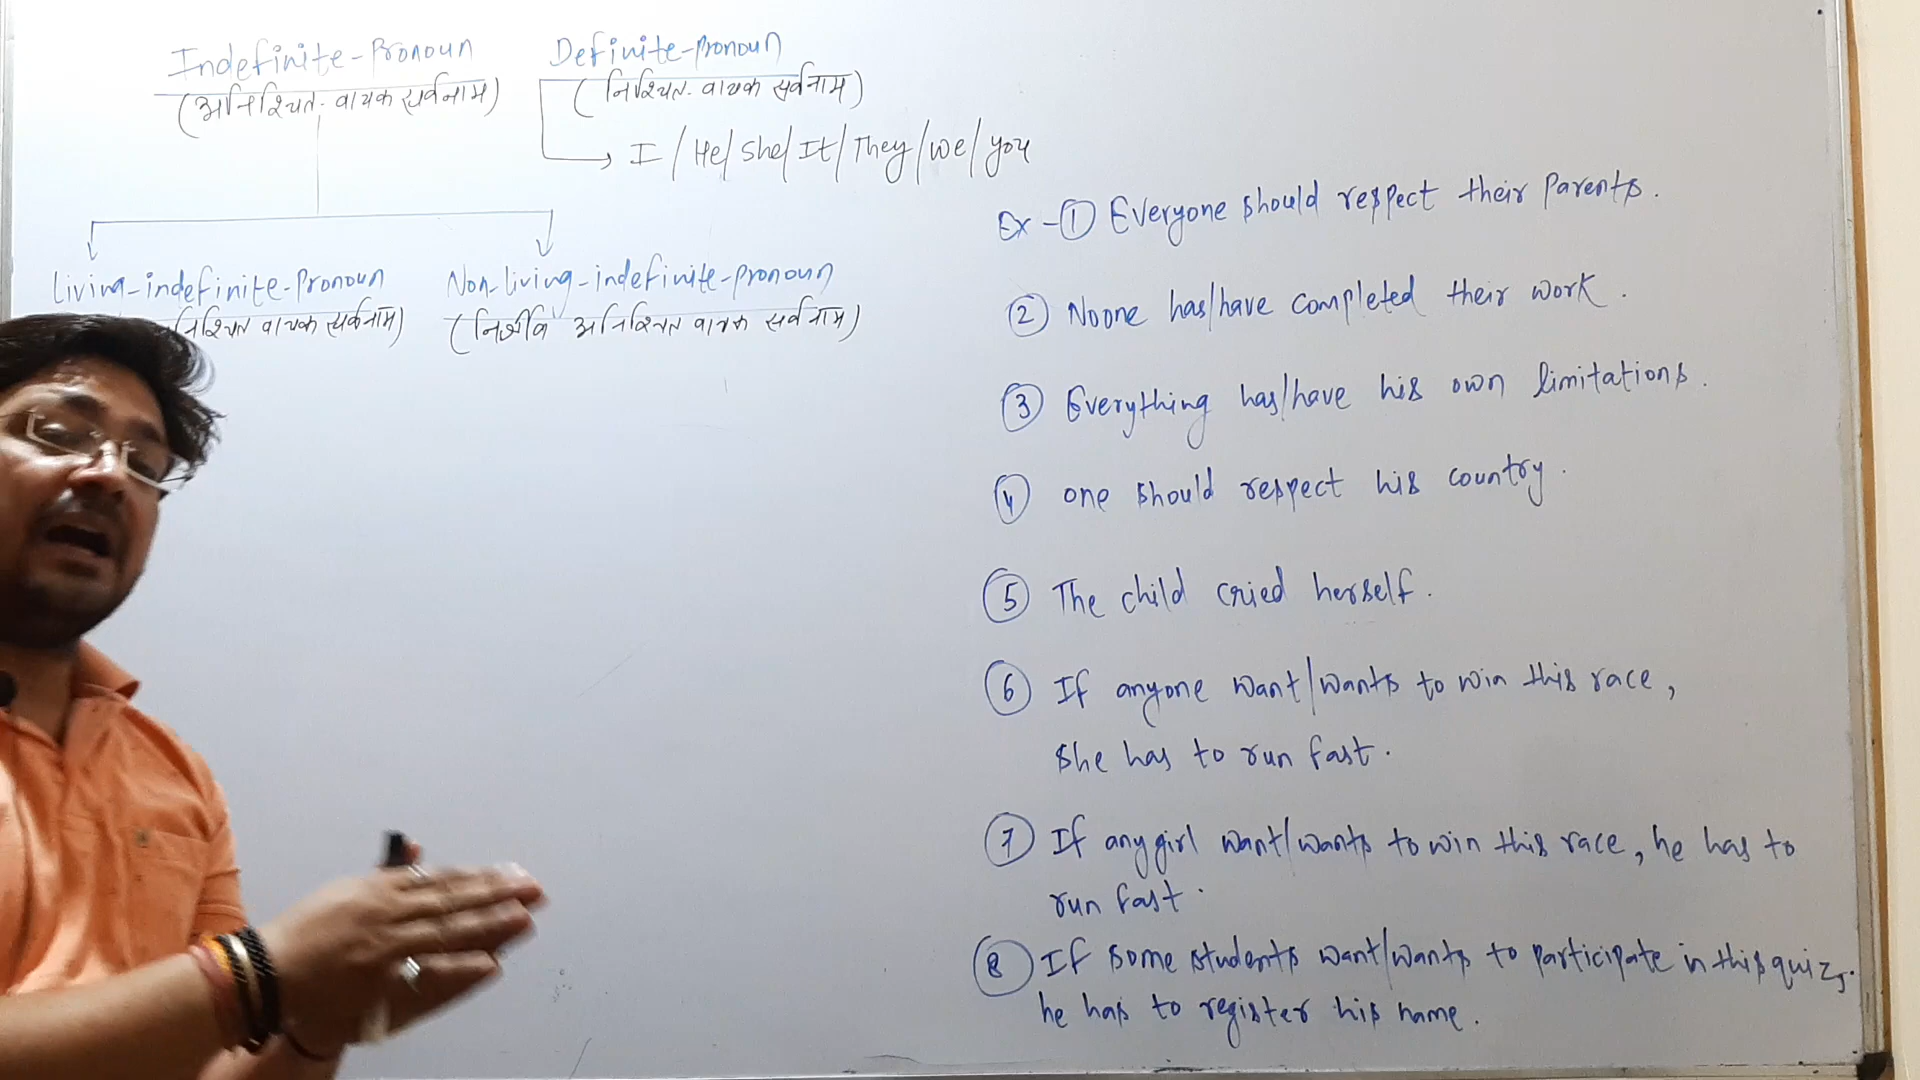 Indefinite-Pronoun
(अनिश्चित-वाचक सर्वनाम)
Definite-Pronoun
(निश्चित-वाचक सर्वनाम)
I/He/She/It/They/we/you
Living-indefinite-Pronoun
निश्चित वाचक सर्वनाम)
Non-living-indefinite-pronoun
(निर्जीव अनिश्चित वाचक सर्वनाम)
Ex-① Everyone should respect their Parents.
② Noone has/have completed their work.
③ Everything has/have his own limitations.
④ one should respect his country.
⑤ The child cried herself.
⑥ If anyone want/wants to win this race,
She has to run fast.
⑦ If any girl want/wants to win this race, he has to
run fast.
⑧ If some students want/wants to participate in this quiz,
he has to register his name.